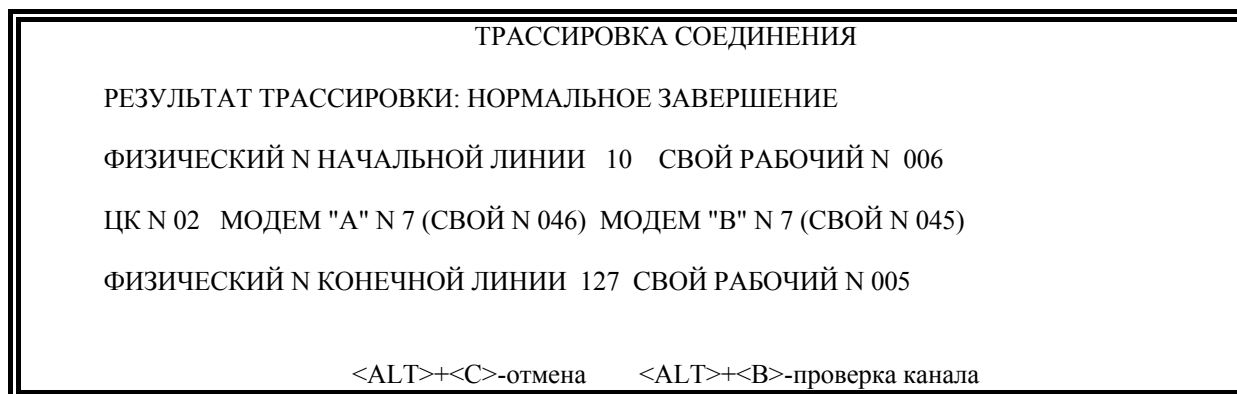 ТРАССИРОВКА СОЕДИНЕНИЯ
РЕЗУЛЬТАТ ТРАССИРОВКИ: НОРМАЛЬНОЕ ЗАВЕРШЕНИЕ
ФИЗИЧЕСКИЙ N НАЧАЛЬНОЙ ЛИНИИ 10 СВОЙ РАБОЧИЙ N 006
ЦК N 02 МОДЕМ "А" N 7 (СВОЙ N 046) МОДЕМ "В" N 7 (СВОЙ N 045)
ФИЗИЧЕСКИЙ N КОНЕЧНОЙ ЛИНИИ 127 СВОЙ РАБОЧИЙ N 005
<ALT>+<C>-отмена <ALT>+<B>-проверка канала